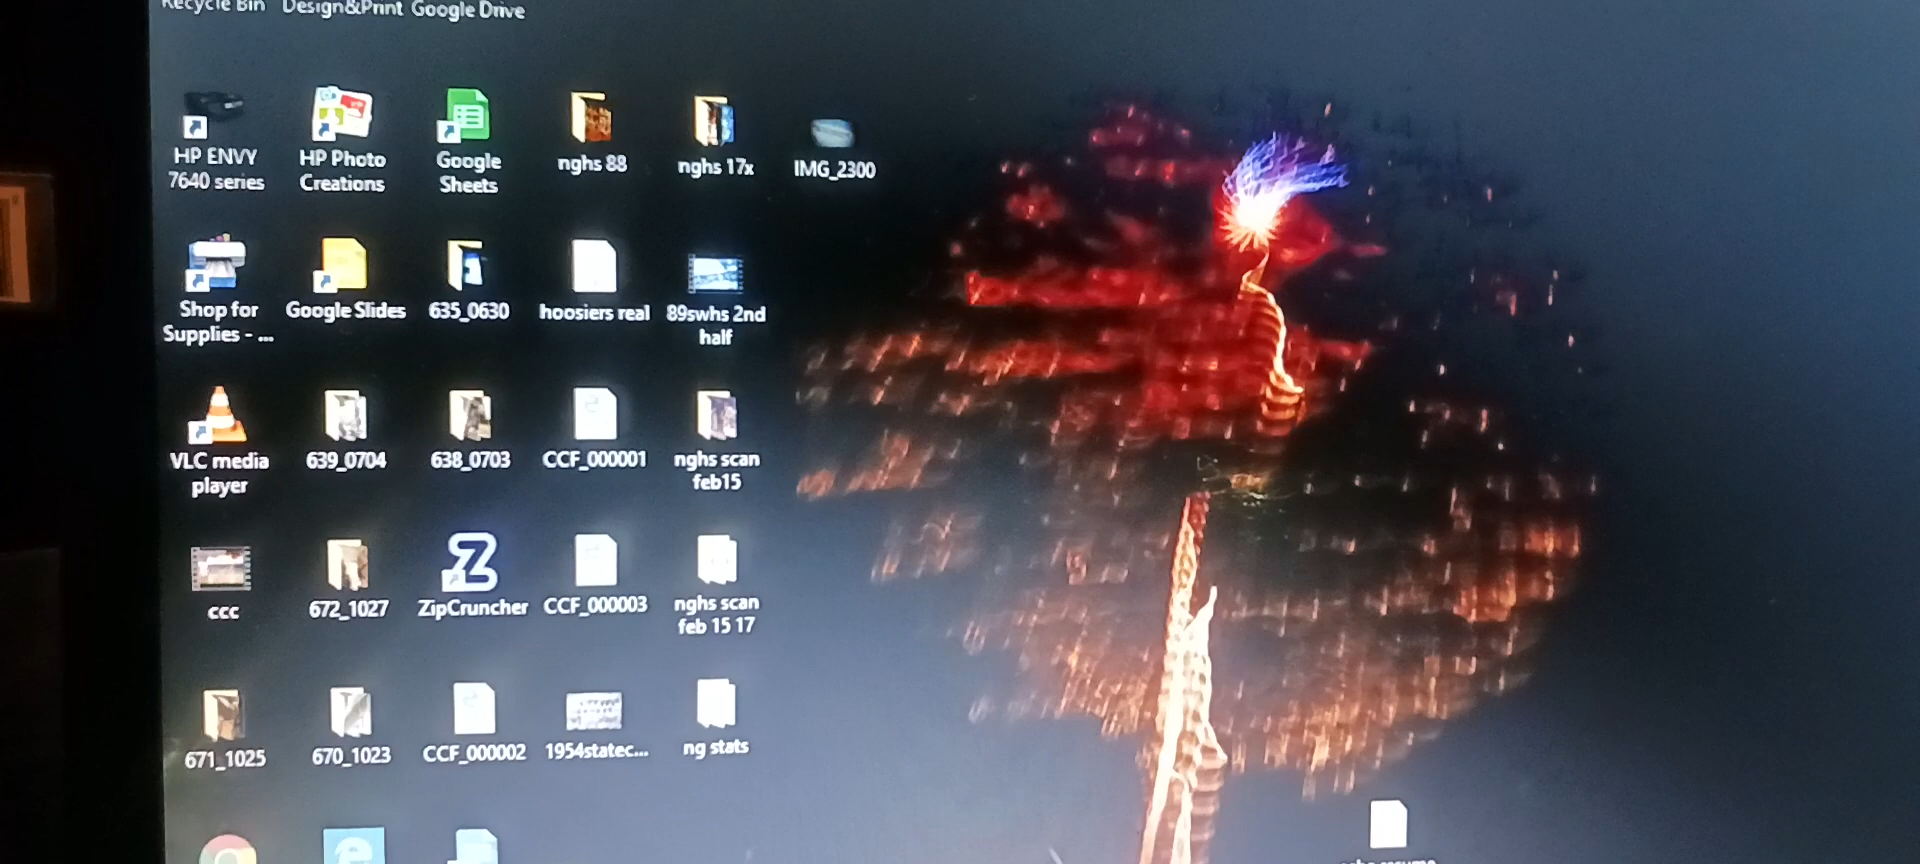 Recycle Bin Design&Print Google Drive
HP ENVY
7640 series
HP Photo
Creations
Google
Sheets
nghs 88
nghs 17x
IMG_2300
Shop for
Supplies - ...
Google Slides
635_0630
hoosiers real
89swhs 2nd
half
VLC media
player
639_0704
638_0703
CCF_000001
nghs scan
feb15
ccc
672_1027
ZipCruncher
CCF_000003
nghs scan
feb 15 17
671_1025
670_1023
CCF_000002
1954statec...
ng stats